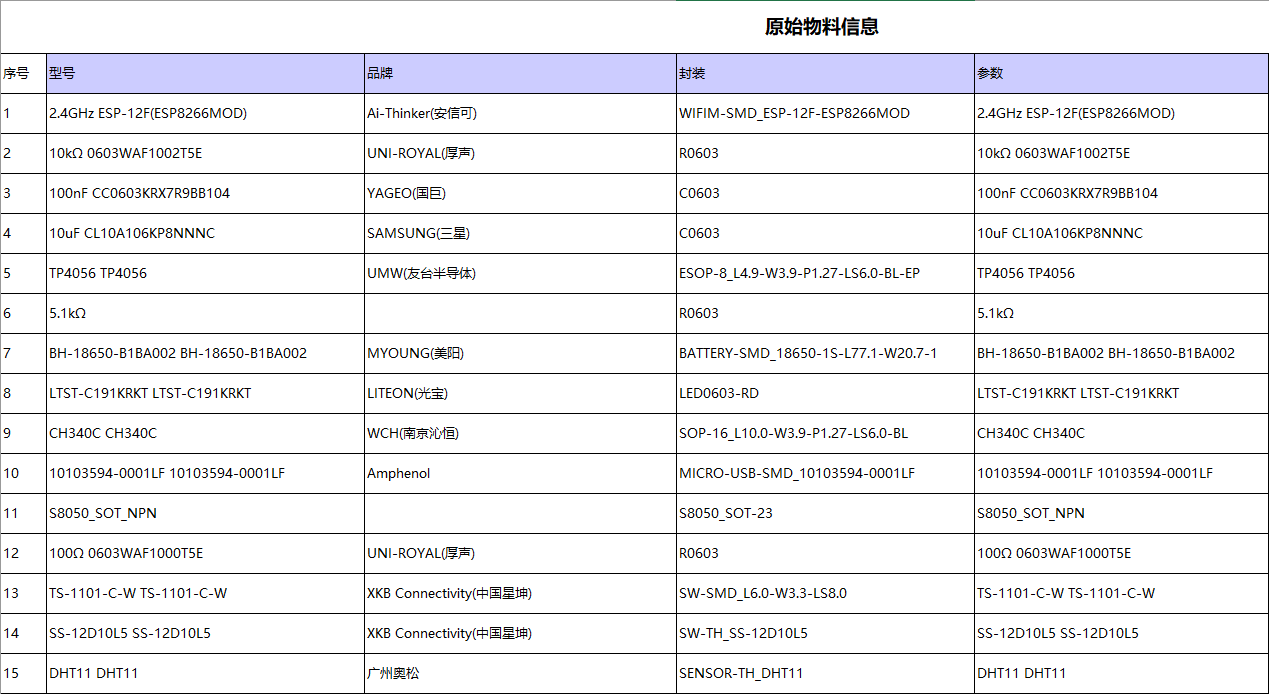 原始物料信息
序号 型号 品牌 封装 参数
1 2.4GHz ESP-12F(ESP8266MOD) Ai-Thinker(安信可) WIFIM-SMD_ESP-12F-ESP8266MOD 2.4GHz ESP-12F(ESP8266MOD)
2 10kΩ 0603WAF1002T5E UNI-ROYAL(厚声) R0603 10kΩ 0603WAF1002T5E
3 100nF CC0603KRX7R9BB104 YAGEO(国巨) C0603 100nF CC0603KRX7R9BB104
4 10uF CL10A106KP8NNNC SAMSUNG(三星) C0603 10uF CL10A106KP8NNNC
5 TP4056 TP4056 UMW(友台半导体) ESOP-8_L4.9-W3.9-P1.27-LS6.0-BL-EP TP4056 TP4056
6 5.1kΩ R0603 5.1kΩ
7 BH-18650-B1BA002 BH-18650-B1BA002 MYOUNG(美阳) BATTERY-SMD_18650-1S-L77.1-W20.7-1 BH-18650-B1BA002 BH-18650-B1BA002
8 LTST-C191KRKT LTST-C191KRKT LITEON(光宝) LED0603-RD LTST-C191KRKT LTST-C191KRKT
9 CH340C CH340C WCH(南京沁恒) SOP-16_L10.0-W3.9-P1.27-LS6.0-BL CH340C CH340C
10 10103594-0001LF 10103594-0001LF Amphenol MICRO-USB-SMD_10103594-0001LF 10103594-0001LF 10103594-0001LF
11 S8050_SOT_NPN S8050_SOT-23 S8050_SOT_NPN
12 100Ω 0603WAF1000T5E UNI-ROYAL(厚声) R0603 100Ω 0603WAF1000T5E
13 TS-1101-C-W TS-1101-C-W XKB Connectivity(中国星坤) SW-SMD_L6.0-W3.3-LS8.0 TS-1101-C-W TS-1101-C-W
14 SS-12D10L5 SS-12D10L5 XKB Connectivity(中国星坤) SW-TH_SS-12D10L5 SS-12D10L5 SS-12D10L5
15 DHT11 DHT11 广州奥松 SENSOR-TH_DHT11 DHT11 DHT11